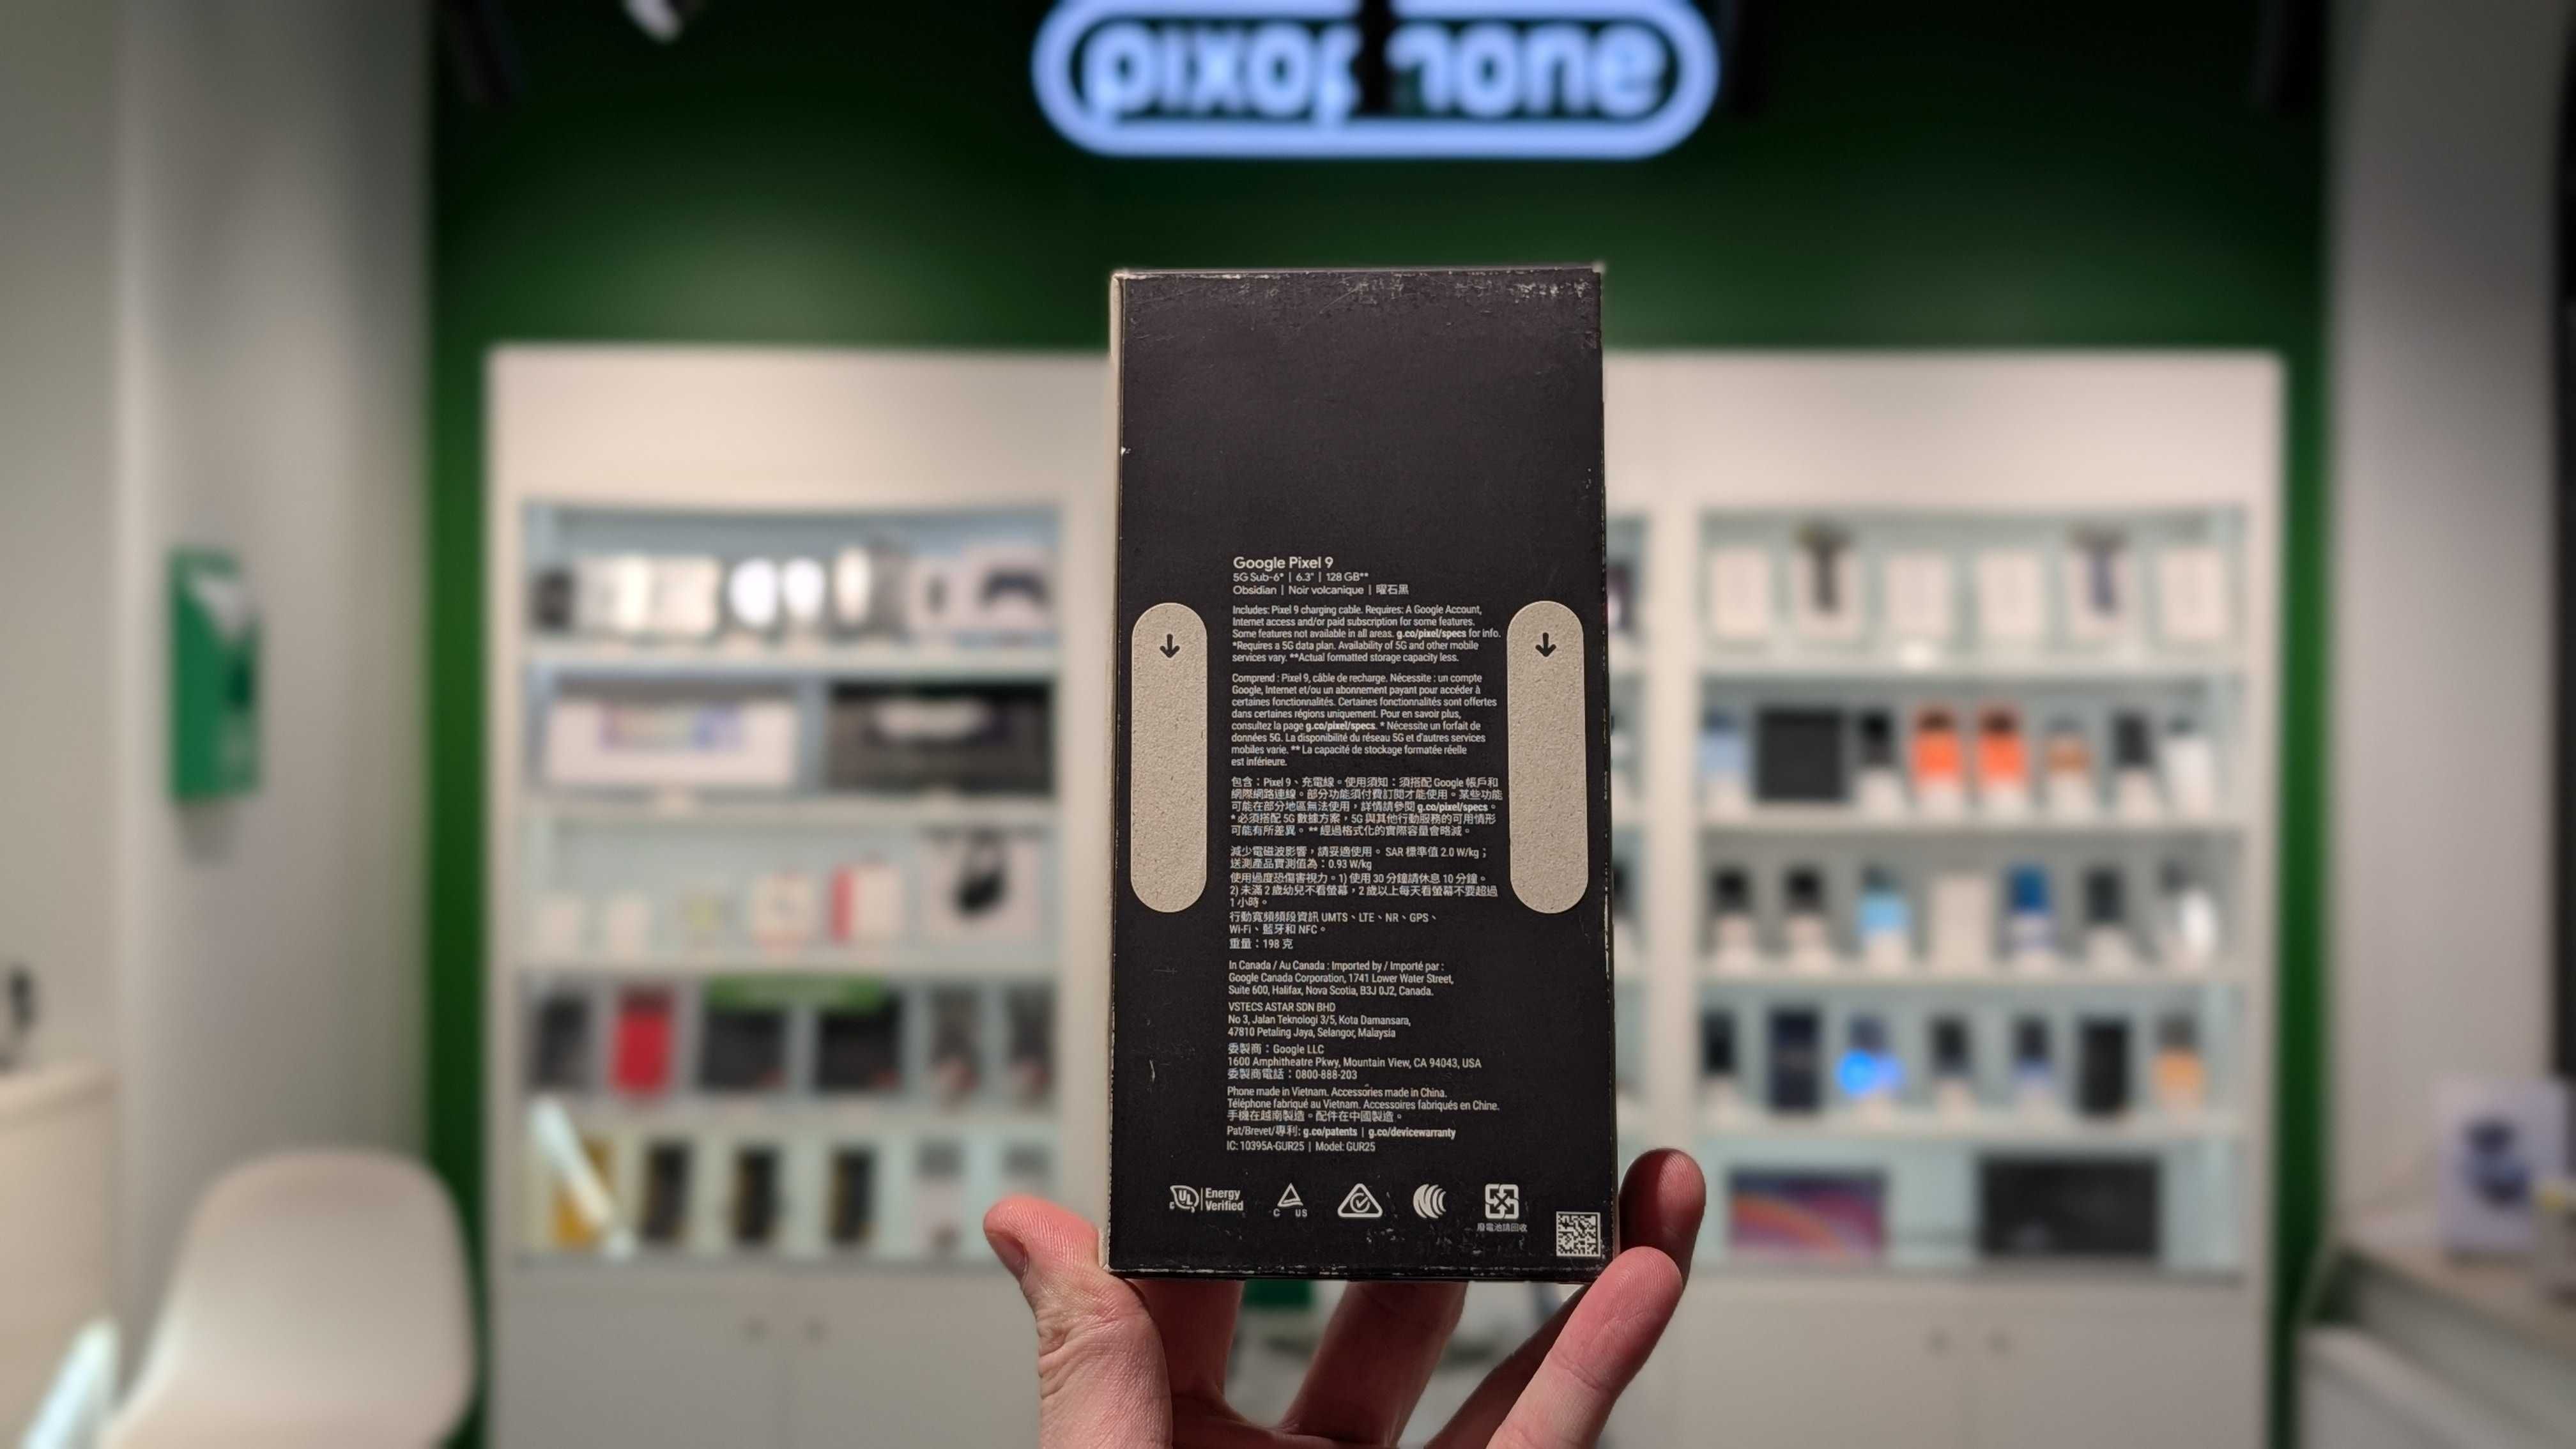 Google Pixel 9
5G Sub-6* | 6.3" | 128 GB**
Obsidian | Noir volcanique | 曜石黑
Includes: Pixel 9 charging cable. Requires: A Google Account,
Internet access and/or paid subscription for some features.
Some features not available in all areas. g.co/pixel/specs for info.
*Requires a 5G data plan. Availability of 5G and other mobile
services vary. **Actual formatted storage capacity less.
Comprend : Pixel 9, câble de recharge. Nécessite : un compte
Google, Internet et/ou un abonnement payant pour accéder à
certaines fonctionnalités. Certaines fonctionnalités sont offertes
dans certaines régions uniquement. Pour en savoir plus,
consultez la page g.co/pixel/specs. * Nécessite un forfait de
données 5G. La disponibilité du réseau 5G et d'autres services
mobiles varie. ** La capacité de stockage formatée réelle
est inférieure.
包含：Pixel 9、充電線。使用須知：須搭配 Google 帳戶和
網際網路連線。部分功能須付費訂閱才能使用。某些功能
可能在部分地區無法使用，詳情請參閱 g.co/pixel/specs。
* 必須搭配 5G 數據方案，5G 與其他行動服務的可用情形
可能有所差異。** 經過格式化的實際容量會略減。
減少電磁波影響，請妥適使用。 SAR 標準值 2.0 W/kg；
送測產品實測值為：0.93 W/kg
使用過度恐傷害視力。1) 使用 30 分鐘請休息 10 分鐘。
2) 未滿 2 歲幼兒不看螢幕，2 歲以上每天看螢幕不要超過
1 小時。
行動寬頻頻段資訊 UMTS、LTE、NR、GPS、
Wi-Fi、藍牙和 NFC。
重量：198 克
In Canada / Au Canada : Imported by / Importé par :
Google Canada Corporation, 1741 Lower Water Street,
Suite 600, Halifax, Nova Scotia, B3J 0J2, Canada.
VSTECS ASTAR SDN BHD
No 3, Jalan Teknologi 3/5, Kota Damansara,
47810 Petaling Jaya, Selangor, Malaysia
委製商：Google LLC
1600 Amphitheatre Pkwy, Mountain View, CA 94043, USA
委製商電話：0800-888-203
Phone made in Vietnam. Accessories made in China.
Téléphone fabriqué au Vietnam. Accessoires fabriqués en Chine.
手機在越南製造。配件在中國製造。
Pat/Brevet/專利: g.co/patents | g.co/devicewarranty
IC: 10395A-GUR25 | Model: GUR25
c UL us Energy
Verified
C US
廢電池請回收